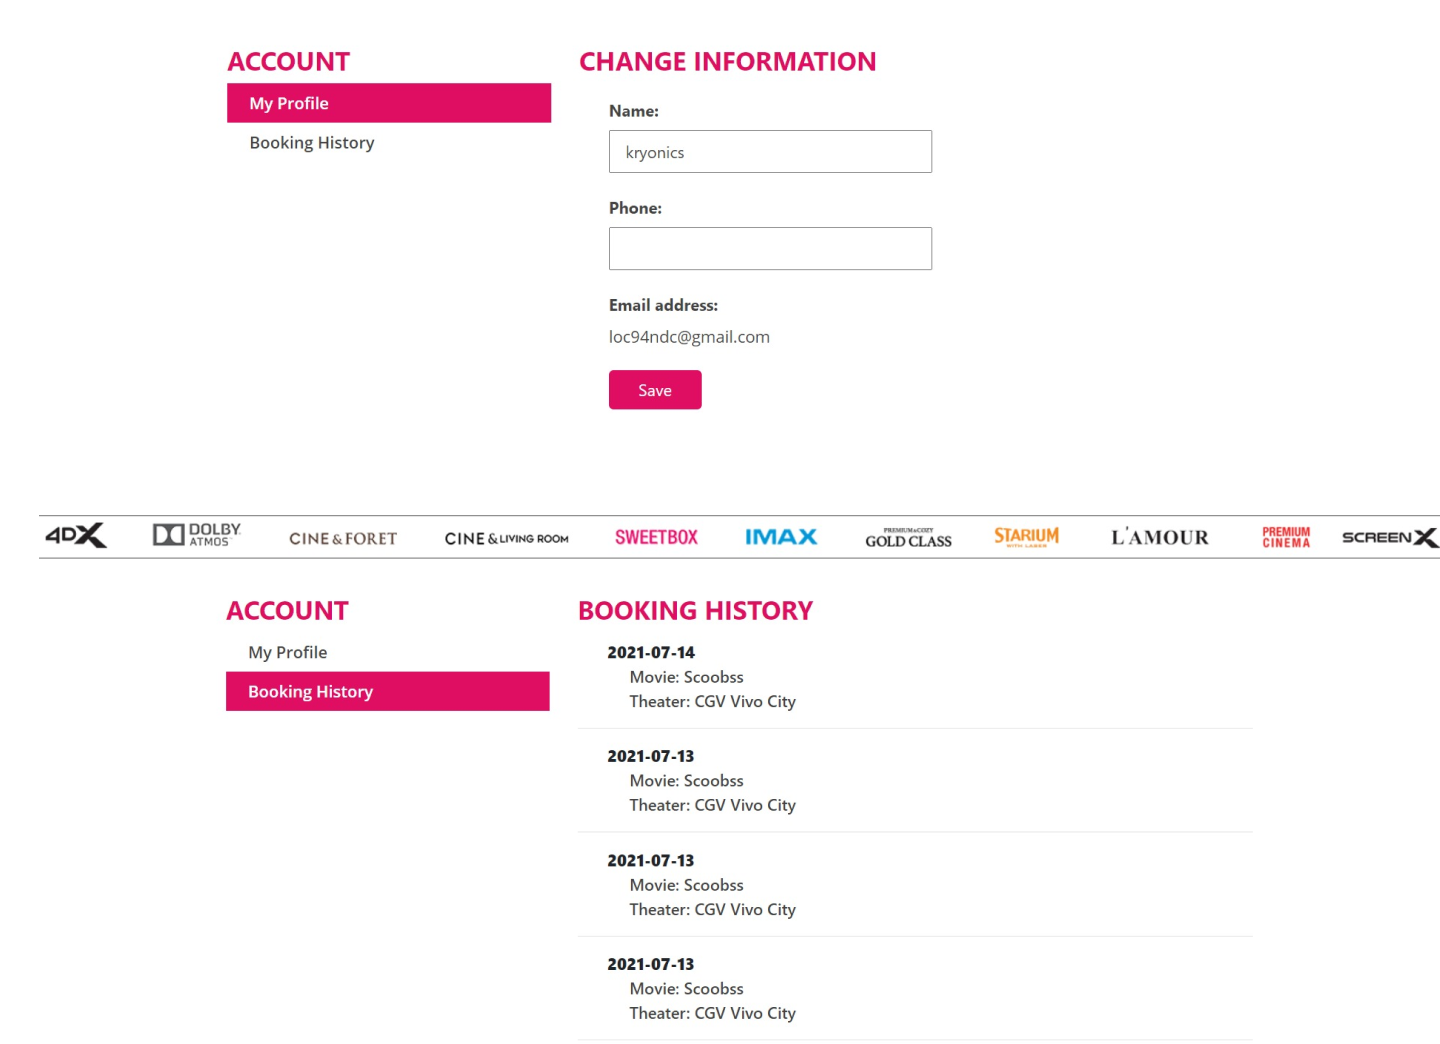 ACCOUNT
My Profile
Booking History
CHANGE INFORMATION
Name:
kryonics
Phone:
Email address:
loc94ndc@gmail.com
Save
4DX DOLBY ATMOS CINE & FORET CINE & LIVING ROOM SWEETBOX IMAX PREMIUM & COZY GOLD CLASS STARIUM WITH LASER L'AMOUR PREMIUM CINEMA SCREENX
ACCOUNT
My Profile
Booking History
BOOKING HISTORY
2021-07-14
Movie: Scoobss
Theater: CGV Vivo City
2021-07-13
Movie: Scoobss
Theater: CGV Vivo City
2021-07-13
Movie: Scoobss
Theater: CGV Vivo City
2021-07-13
Movie: Scoobss
Theater: CGV Vivo City